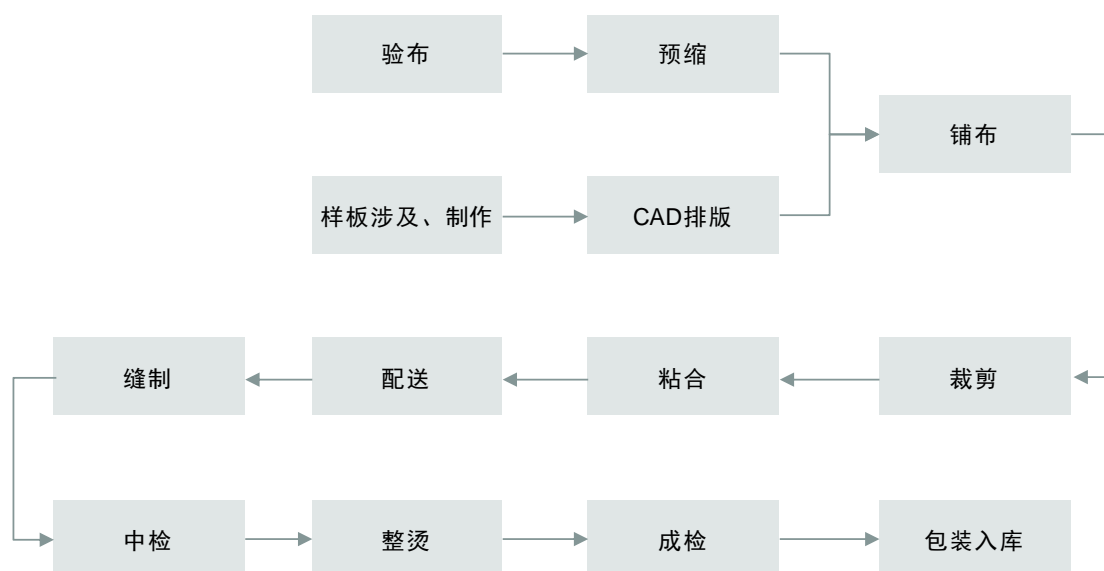 验布
预缩
铺布
样板涉及、制作
CAD排版
缝制
配送
粘合
裁剪
中检
整烫
成检
包装入库